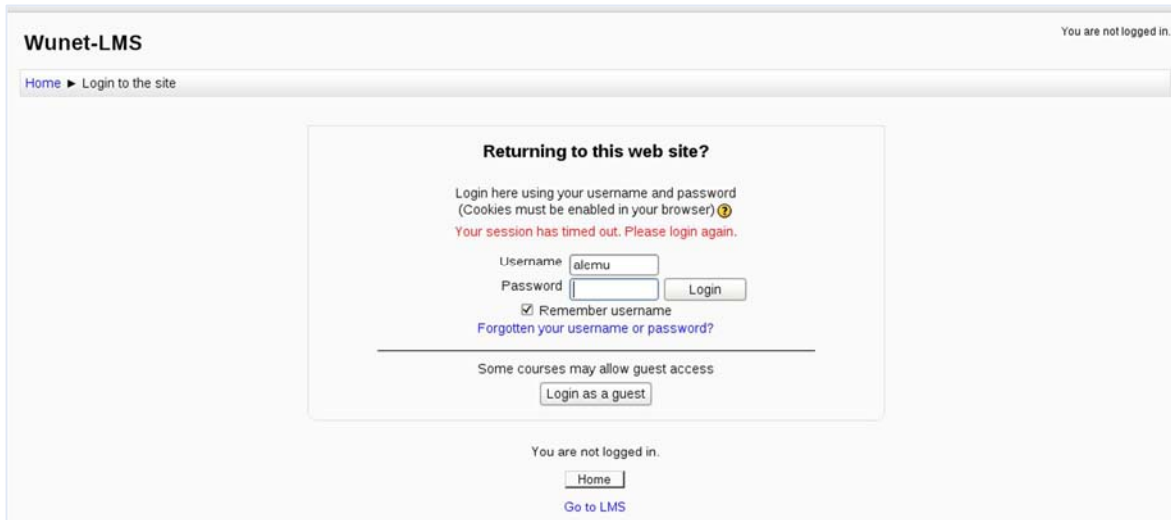 You are not logged in.
Wunet-LMS
Home ► Login to the site
Returning to this web site?
Login here using your username and password
(Cookies must be enabled in your browser) ?
Your session has timed out. Please login again.
Username alemu
Password Login
Remember username
Forgotten your username or password?
Some courses may allow guest access
Login as a guest
You are not logged in.
Home
Go to LMS